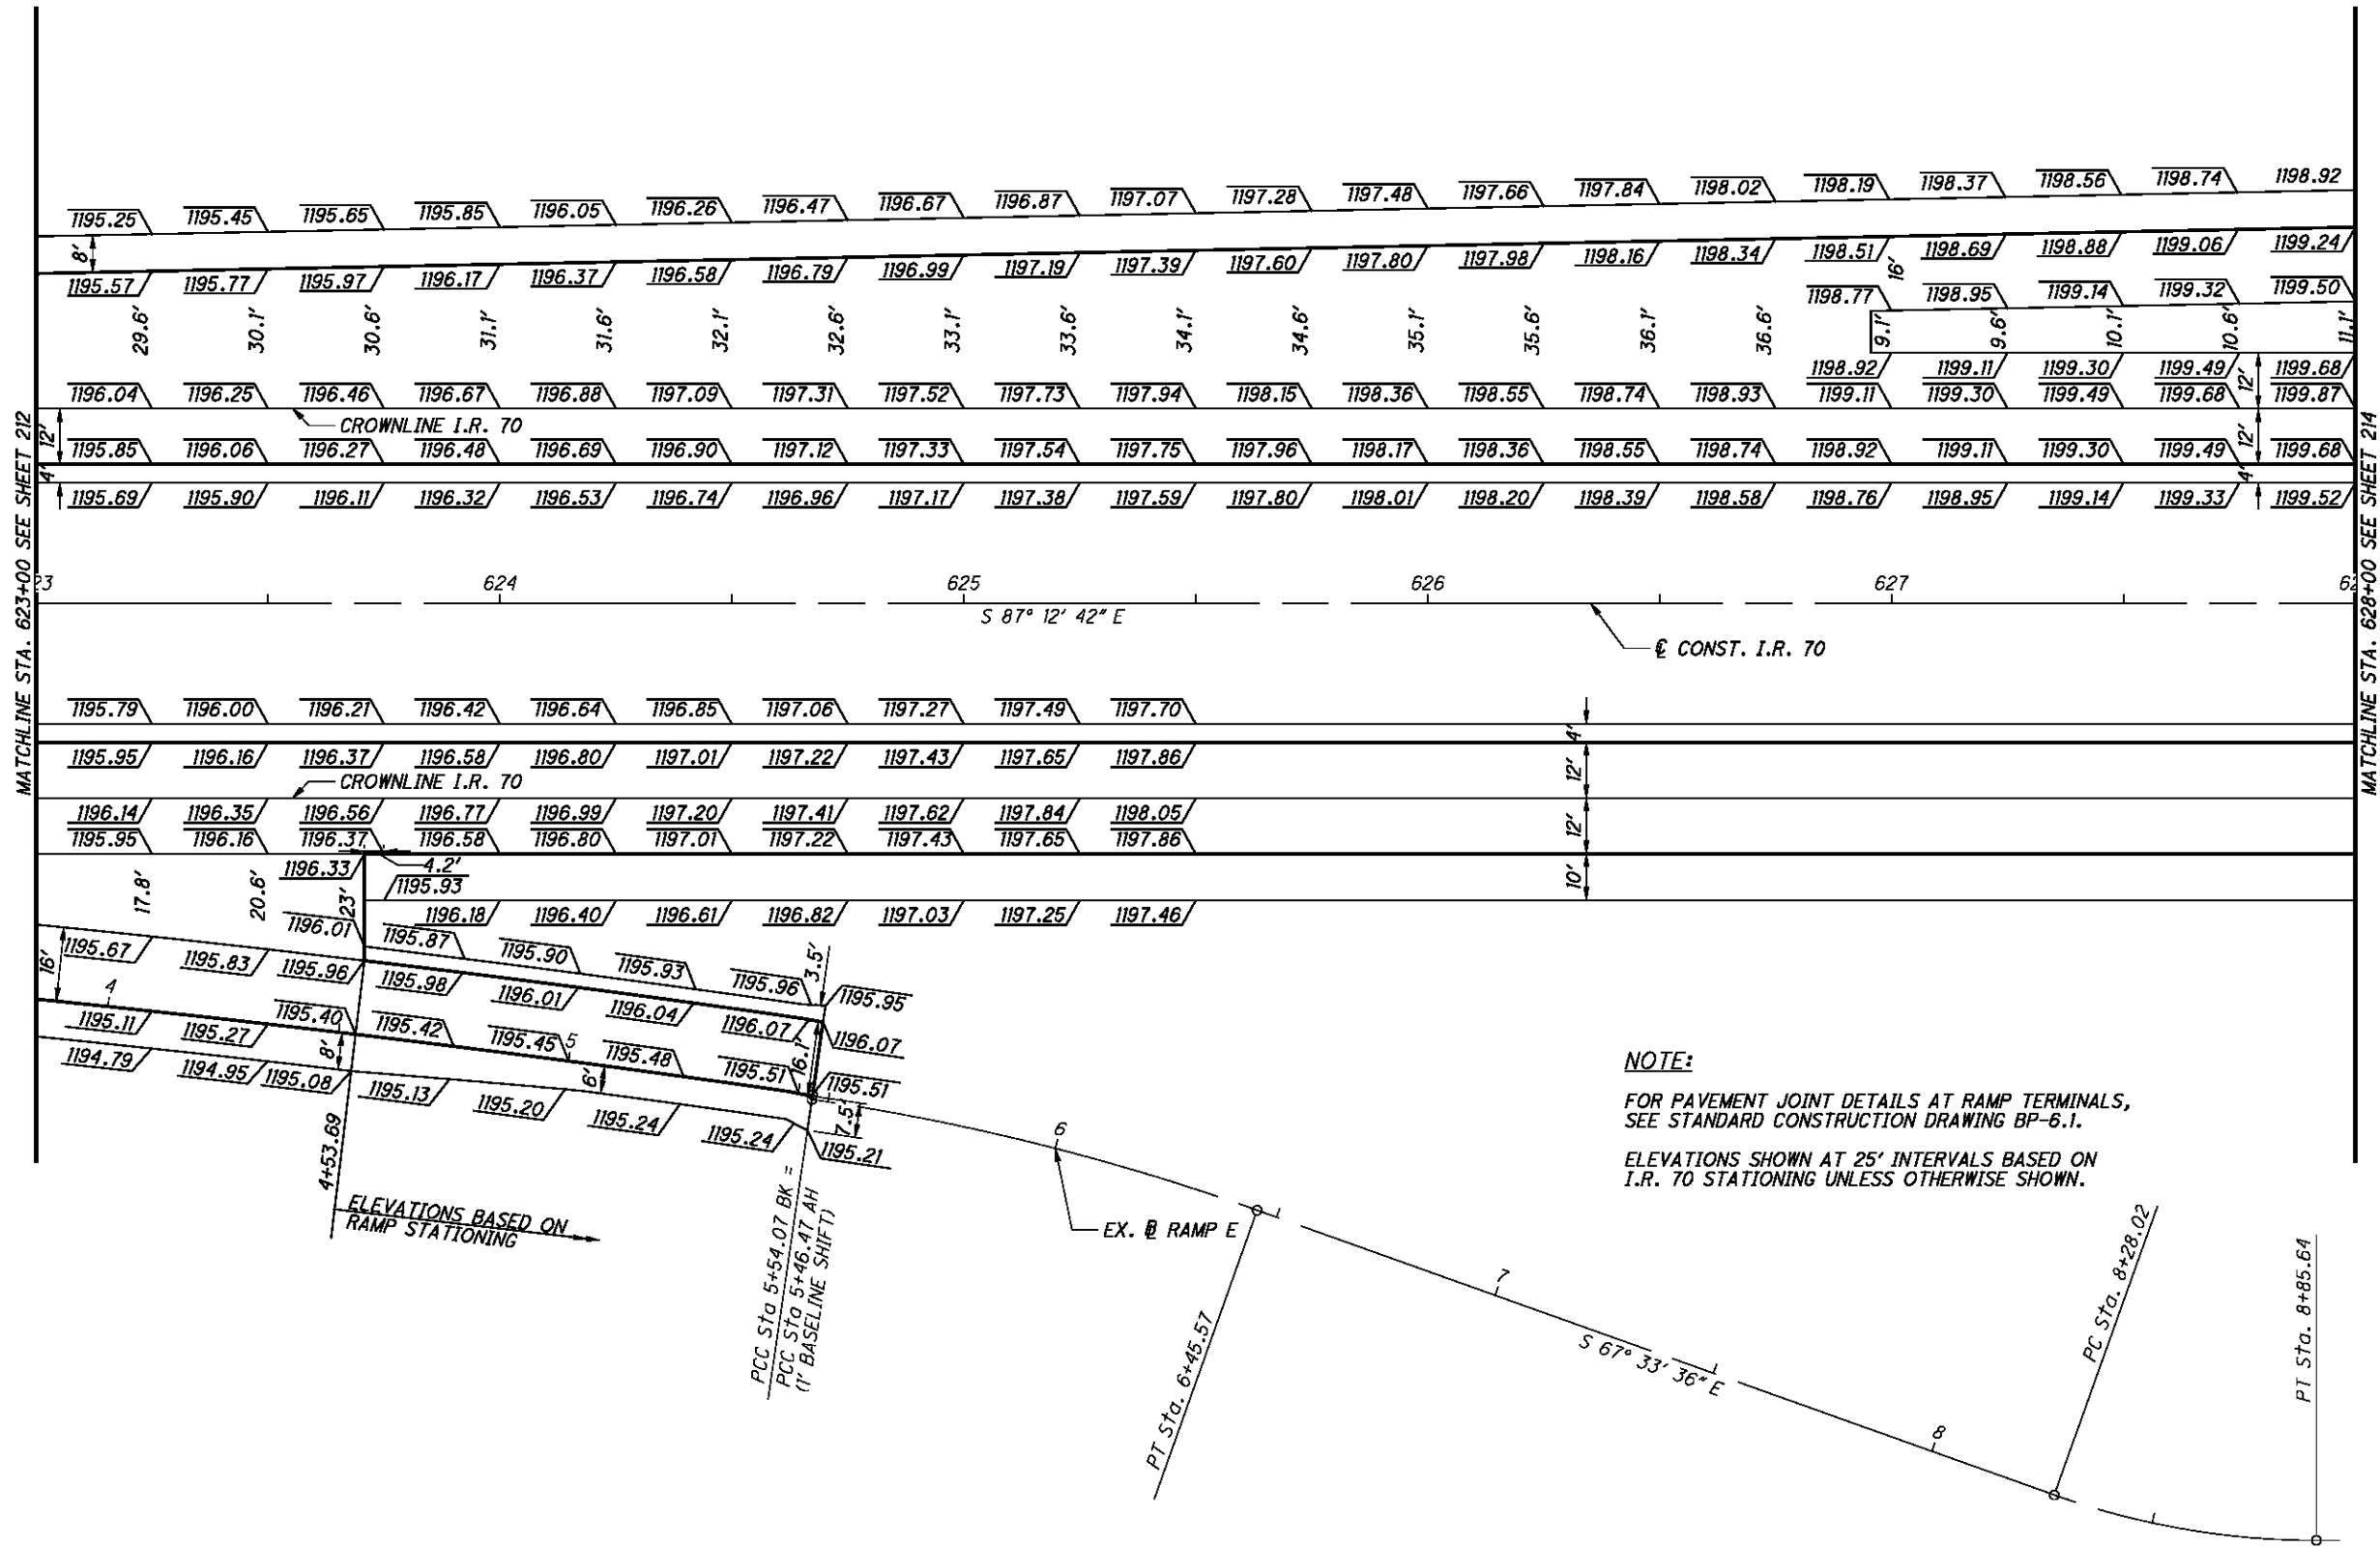 1195.25 1195.45 1195.65 1195.85 1196.05 1196.26 1196.47 1196.67 1196.87 1197.07 1197.28 1197.48 1197.66 1197.84 1198.02 1198.19 1198.37 1198.56 1198.74 1198.92
8'
1195.57 1195.77 1195.97 1196.17 1196.37 1196.58 1196.79 1196.99 1197.19 1197.39 1197.60 1197.80 1197.98 1198.16 1198.34 1198.51 1198.69 1198.88 1199.06 1199.24
16'
1198.77 1198.95 1199.14 1199.32 1199.50
29.6' 30.1' 30.6' 31.1' 31.6' 32.1' 32.6' 33.1' 33.6' 34.1' 34.6' 35.1' 35.6' 36.1' 36.6' 9.1' 9.6' 10.1' 10.6' 11.1'
1198.92 1199.11 1199.30 1199.49 1199.68
12'
1196.04 1196.25 1196.46 1196.67 1196.88 1197.09 1197.31 1197.52 1197.73 1197.94 1198.15 1198.36 1198.55 1198.74 1198.93 1199.11 1199.30 1199.49 1199.68 1199.87
CROWNLINE I.R. 70
12' 12'
1195.85 1196.06 1196.27 1196.48 1196.69 1196.90 1197.12 1197.33 1197.54 1197.75 1197.96 1198.17 1198.36 1198.55 1198.74 1198.92 1199.11 1199.30 1199.49 1199.68
4' 4'
1195.69 1195.90 1196.11 1196.32 1196.53 1196.74 1196.96 1197.17 1197.38 1197.59 1197.80 1198.01 1198.20 1198.39 1198.58 1198.76 1198.95 1199.14 1199.33 1199.52
MATCHLINE STA. 623+00 SEE SHEET 212
MATCHLINE STA. 628+00 SEE SHEET 214
23 624 625 626 627 62
S 87° 12' 42" E
℄ CONST. I.R. 70
1195.79 1196.00 1196.21 1196.42 1196.64 1196.85 1197.06 1197.27 1197.49 1197.70
4'
1195.95 1196.16 1196.37 1196.58 1196.80 1197.01 1197.22 1197.43 1197.65 1197.86
12'
CROWNLINE I.R. 70
1196.14 1196.35 1196.56 1196.77 1196.99 1197.20 1197.41 1197.62 1197.84 1198.05
12'
1195.95 1196.16 1196.37 1196.58 1196.80 1197.01 1197.22 1197.43 1197.65 1197.86
1196.33 4.2'
1195.93
10'
17.8' 20.6' 23'
1196.18 1196.40 1196.61 1196.82 1197.03 1197.25 1197.46
1196.01 1195.87 1195.90 1195.93 1195.96 3.5' 1195.95
16'
1195.67 1195.83 1195.96 1195.98 1196.01 1196.04 1196.07 1196.07
4
1195.11 1195.27 1195.40 1195.42 1195.45 5 1195.48 1195.51 16.1' 1195.51
8' 6' 7.5'
1194.79 1194.95 1195.08 1195.13 1195.20 1195.24 1195.24 1195.21
4+53.69
ELEVATIONS BASED ON
RAMP STATIONING
PCC Sta 5+54.07 BK =
PCC Sta 5+46.47 AH
(1' BASELINE SHIFT)
6
EX. ℄ RAMP E
PT Sta. 6+45.57
7
S 67° 33' 36" E
8
PC Sta. 8+28.02
PT Sta. 8+85.64
NOTE:
FOR PAVEMENT JOINT DETAILS AT RAMP TERMINALS,
SEE STANDARD CONSTRUCTION DRAWING BP-6.1.
ELEVATIONS SHOWN AT 25' INTERVALS BASED ON
I.R. 70 STATIONING UNLESS OTHERWISE SHOWN.